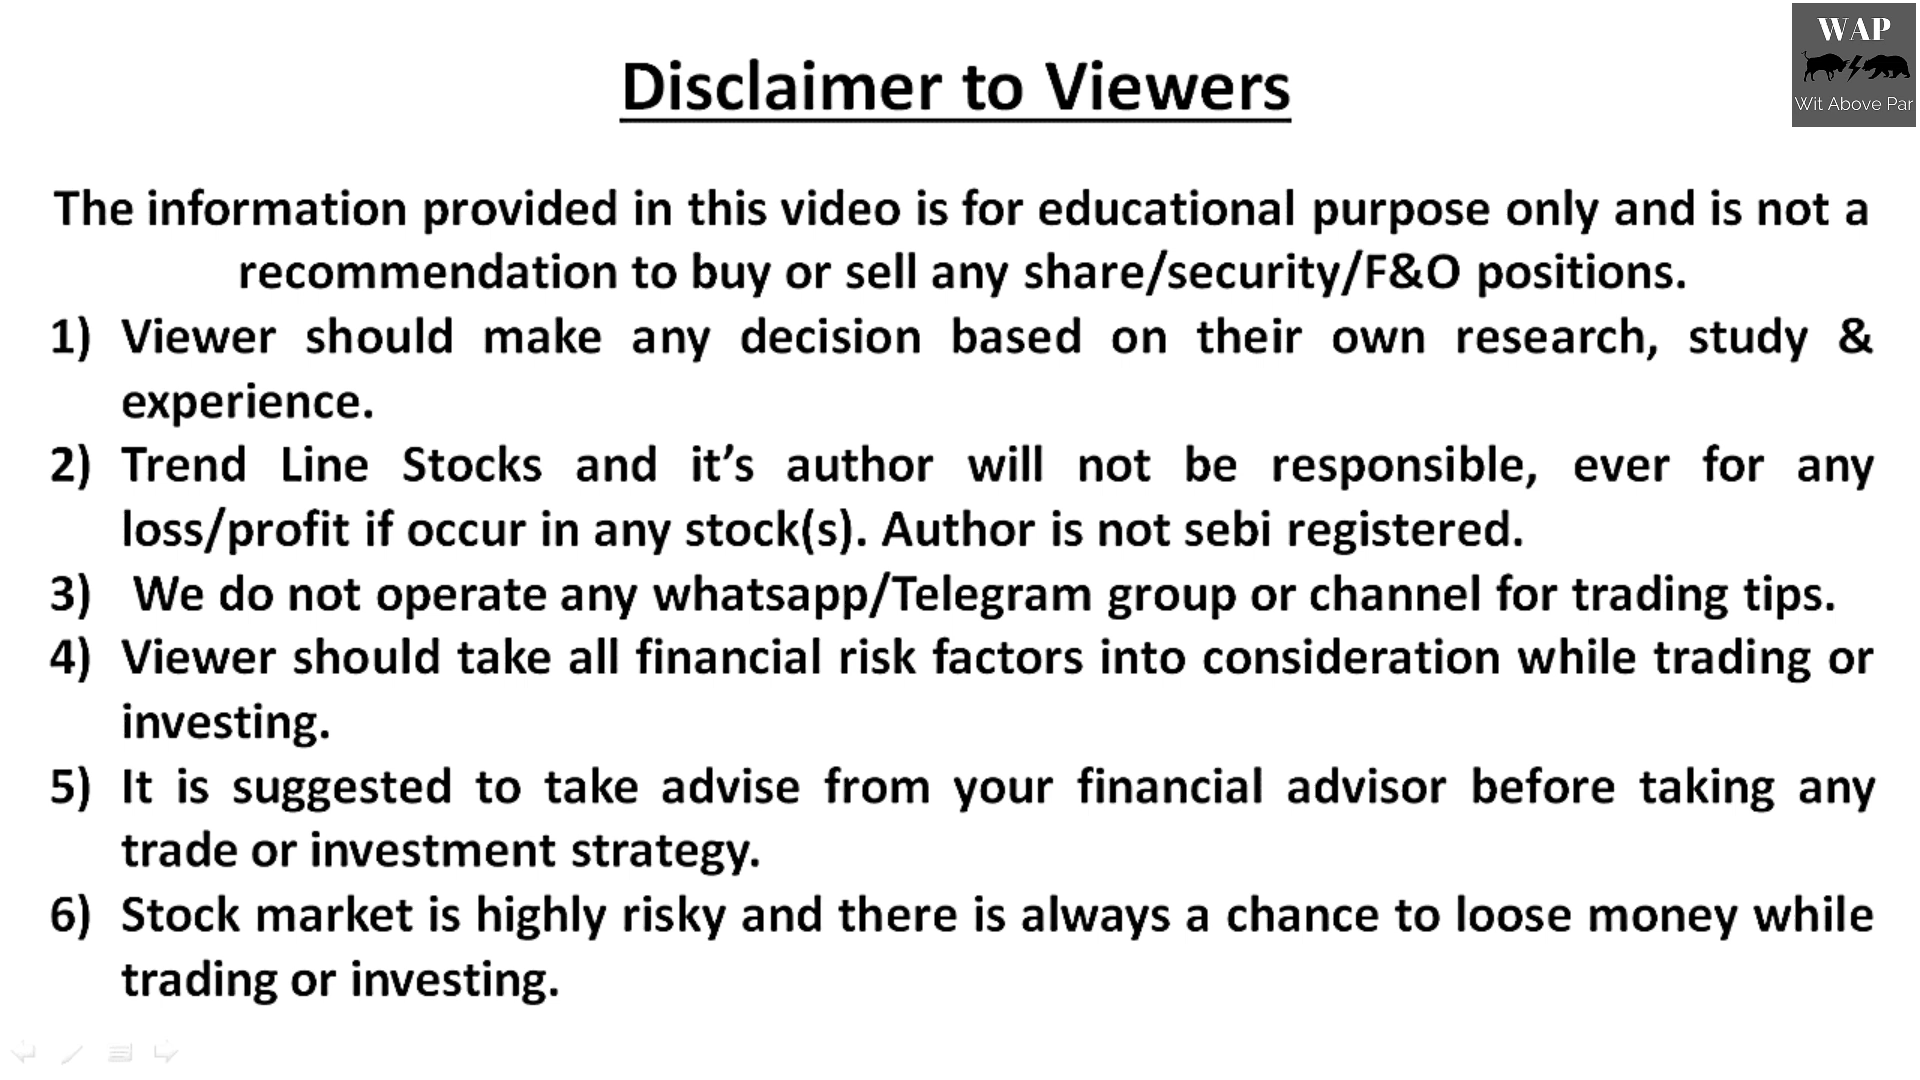 WAP
Wit Above Par
Disclaimer to Viewers
The information provided in this video is for educational purpose only and is not a
recommendation to buy or sell any share/security/F&O positions.
1) Viewer should make any decision based on their own research, study &
experience.
2) Trend Line Stocks and it’s author will not be responsible, ever for any
loss/profit if occur in any stock(s). Author is not sebi registered.
3) We do not operate any whatsapp/Telegram group or channel for trading tips.
4) Viewer should take all financial risk factors into consideration while trading or
investing.
5) It is suggested to take advise from your financial advisor before taking any
trade or investment strategy.
6) Stock market is highly risky and there is always a chance to loose money while
trading or investing.